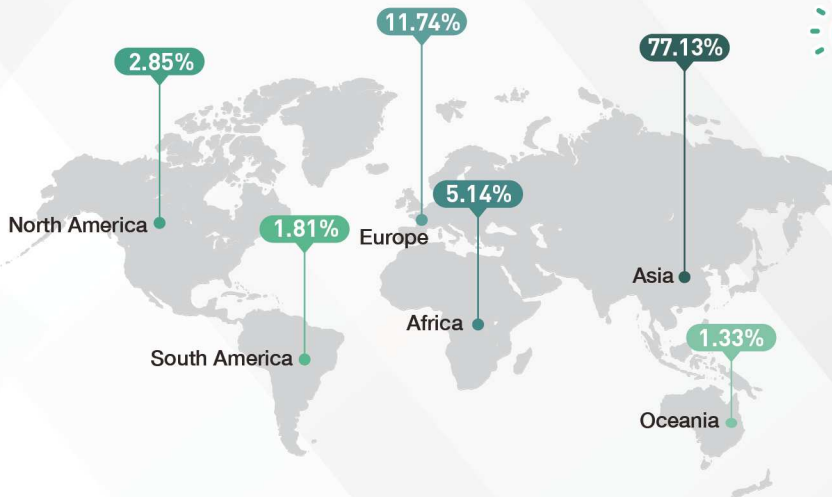 11.74%
2.85%
77.13%
5.14%
North America
1.81%
Europe
Asia
Africa
1.33%
South America
Oceania